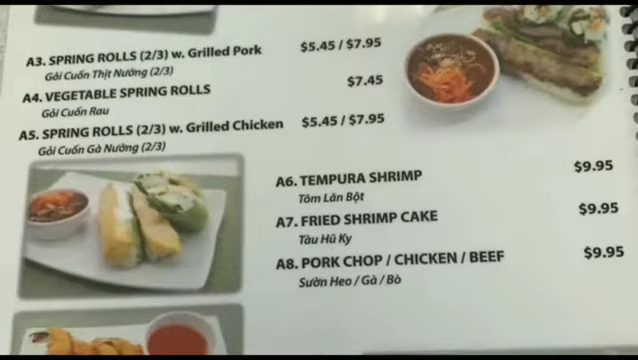 A3. SPRING ROLLS (2/3) w. Grilled Pork $5.45 / $7.95
Gỏi Cuốn Thịt Nướng (2/3)
A4. VEGETABLE SPRING ROLLS $7.45
Gỏi Cuốn Rau
A5. SPRING ROLLS (2/3) w. Grilled Chicken $5.45 / $7.95
Gỏi Cuốn Gà Nướng (2/3)
A6. TEMPURA SHRIMP $9.95
Tôm Lăn Bột
A7. FRIED SHRIMP CAKE $9.95
Tàu Hũ Ky
A8. PORK CHOP / CHICKEN / BEEF $9.95
Sườn Heo / Gà / Bò